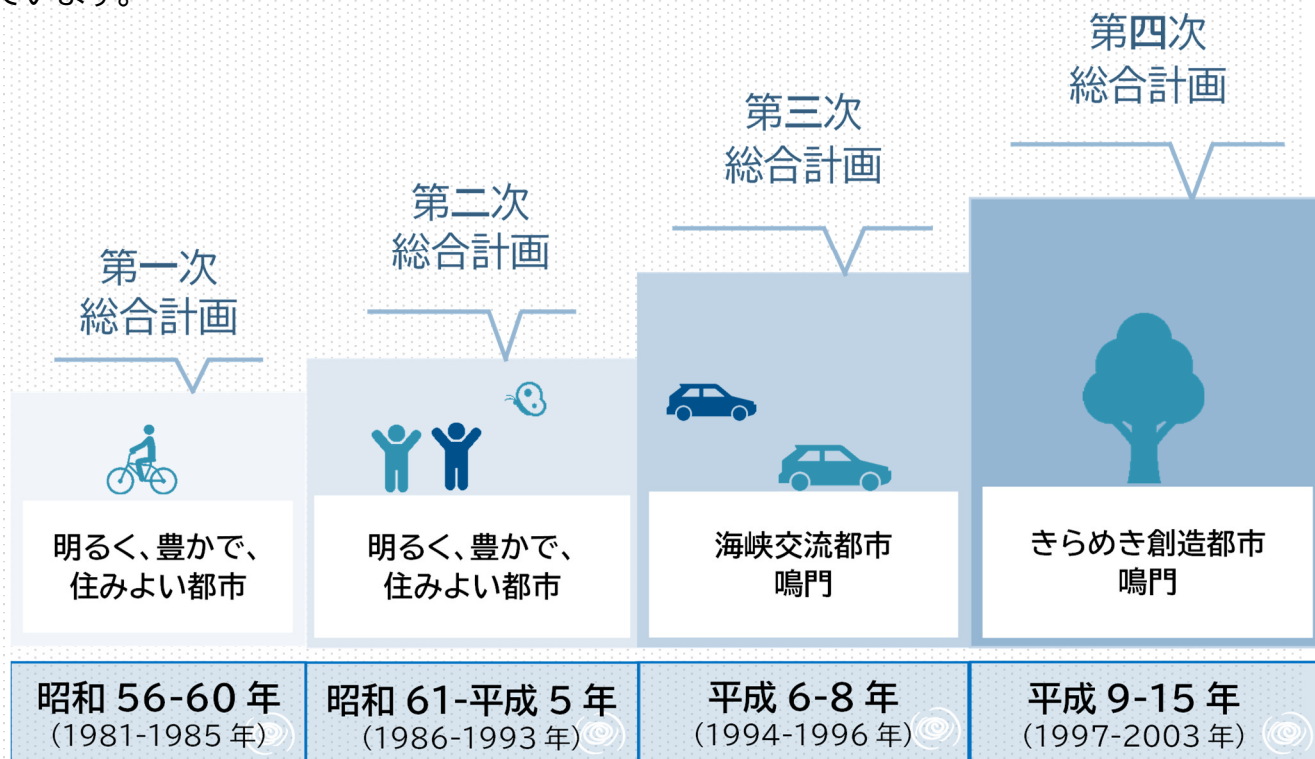 ています。
第一次
総合計画
第二次
総合計画
第三次
総合計画
第四次
総合計画
明るく、豊かで、
住みよい都市
明るく、豊かで、
住みよい都市
海峡交流都市
鳴門
きらめき創造都市
鳴門
昭和 56-60 年
(1981-1985 年)
昭和 61-平成 5 年
(1986-1993 年)
平成 6-8 年
(1994-1996 年)
平成 9-15 年
(1997-2003 年)